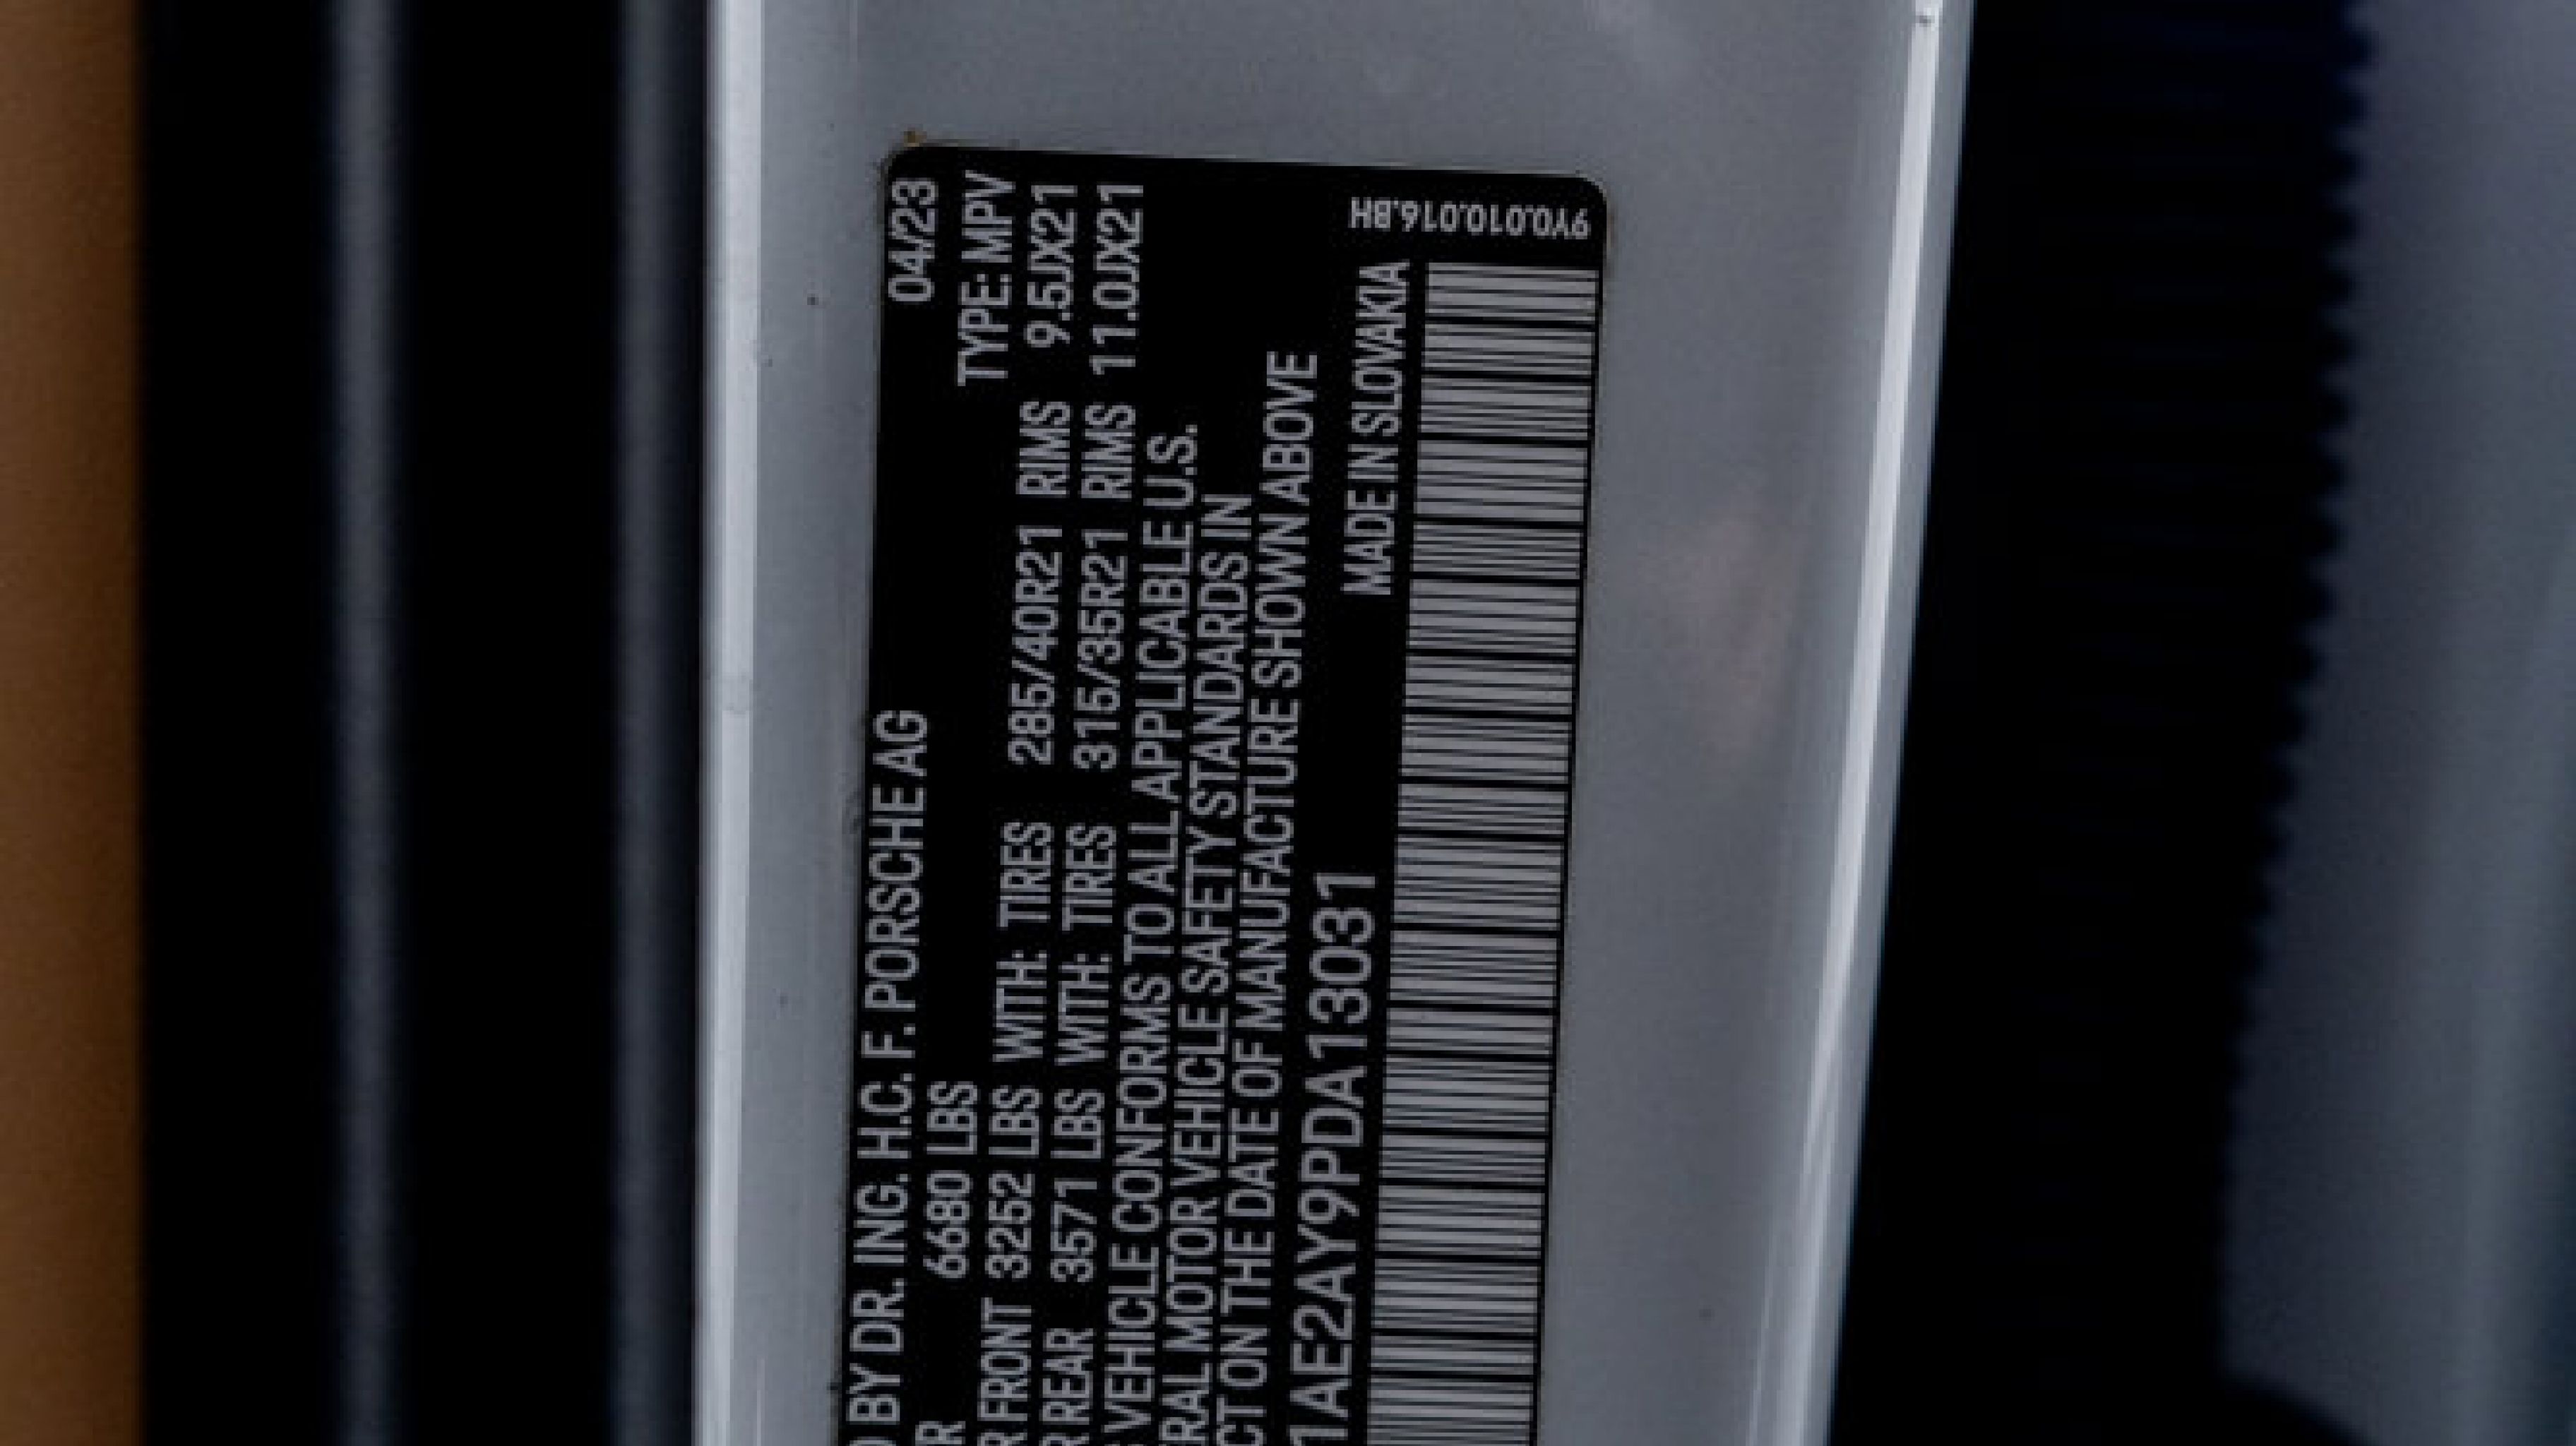 BY DR. ING. H.C. F. PORSCHE AG 04/23
6680 LBS TYPE: MPV
FRONT 3252 LBS WITH: TIRES 285/40R21 RIMS 9.5JX21
REAR 3571 LBS WITH: TIRES 315/35R21 RIMS 11.0JX21
VEHICLE CONFORMS TO ALL APPLICABLE U.S.
MOTOR VEHICLE SAFETY STANDARDS IN
ON THE DATE OF MANUFACTURE SHOWN ABOVE
1AE2AY9PDA13031 MADE IN SLOVAKIA
9Y0.010.016.BH